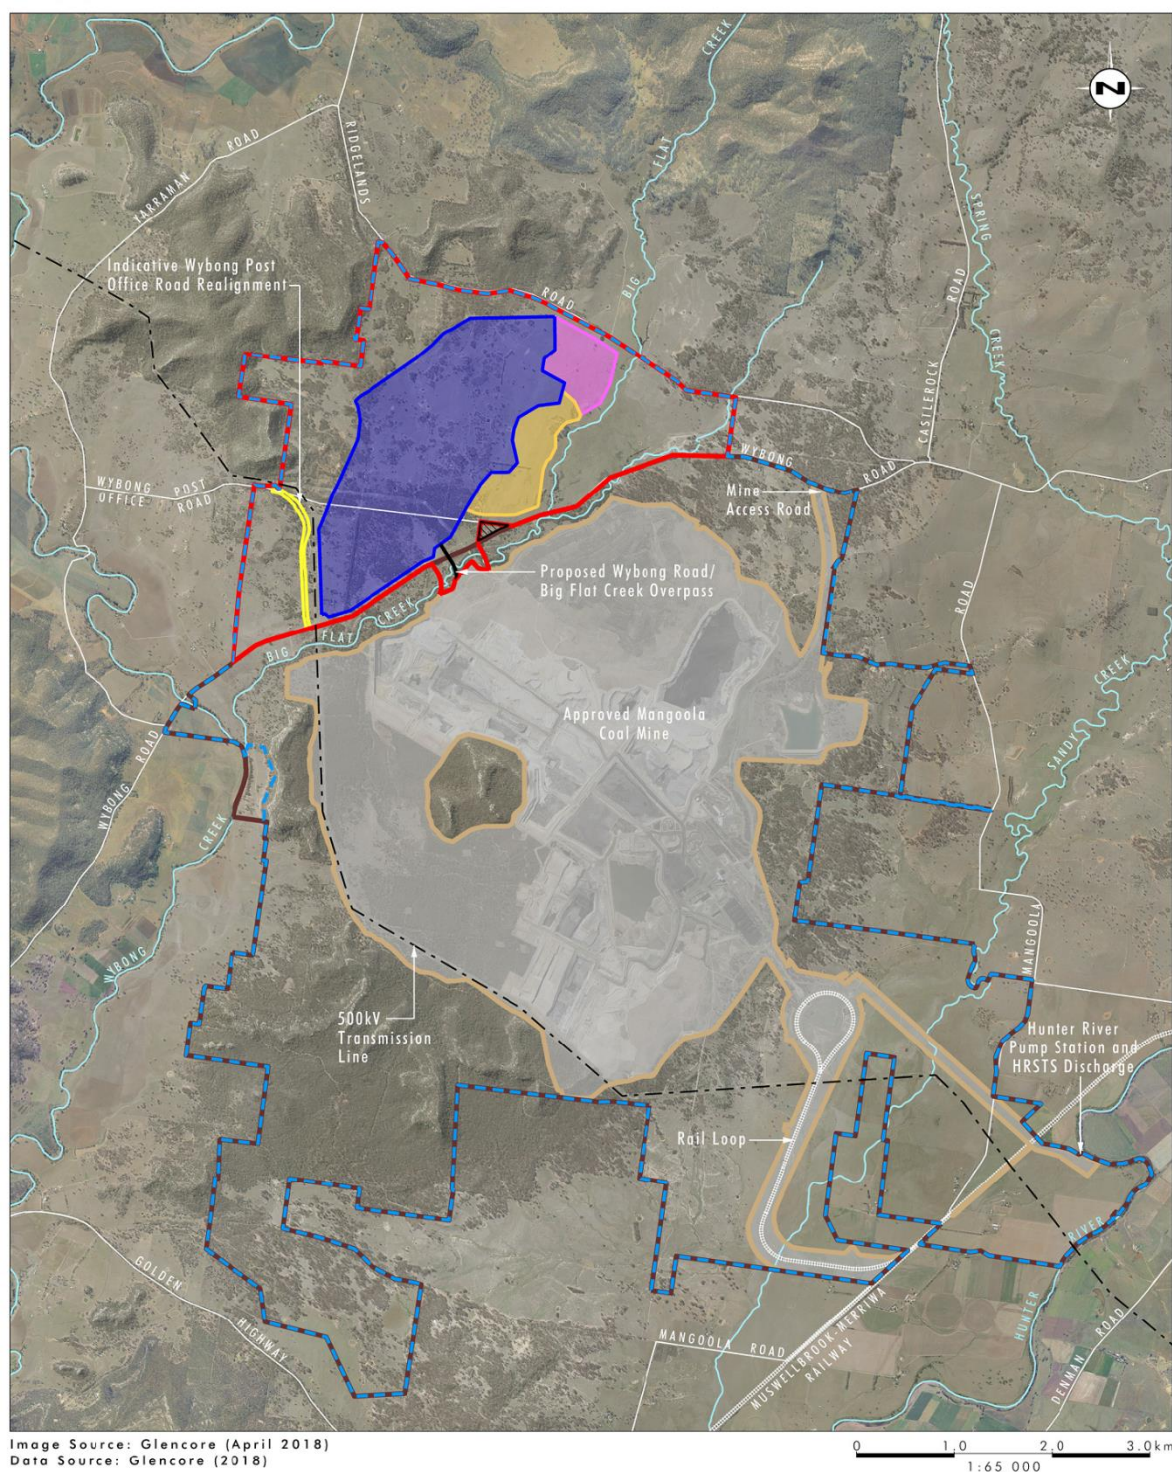 CREEK
FLAT
BIG
N
ROAD
YARRAMAN
RIDGELANDS
SPRING
CREEK
ROAD
CASTLEROCK
Indicative Wybong Post
Office Road Realignment
ROAD
WYBONG POST
OFFICE ROAD
WYBONG
ROAD
Mine
Access Road
Proposed Wybong Road/
Big Flat Creek Overpass
BIG FLAT CREEK
ROAD
CREEK
SANDY
Approved Mangoola
Coal Mine
WYBONG ROAD
CREEK
WYBONG
MANGOOLA
500kV
Transmission
Line
Hunter River
Pump Station and
HRSTS Discharge
Rail Loop
RIVER
HUNTER
GOLDEN
HIGHWAY
MANGOOLA ROAD
MUSWELLBROOK-MERRIWA
RAILWAY
DENMAN ROAD
Image Source: Glencore (April 2018)
Data Source: Glencore (2018)
0 1.0 2.0 3.0km
1:65 000